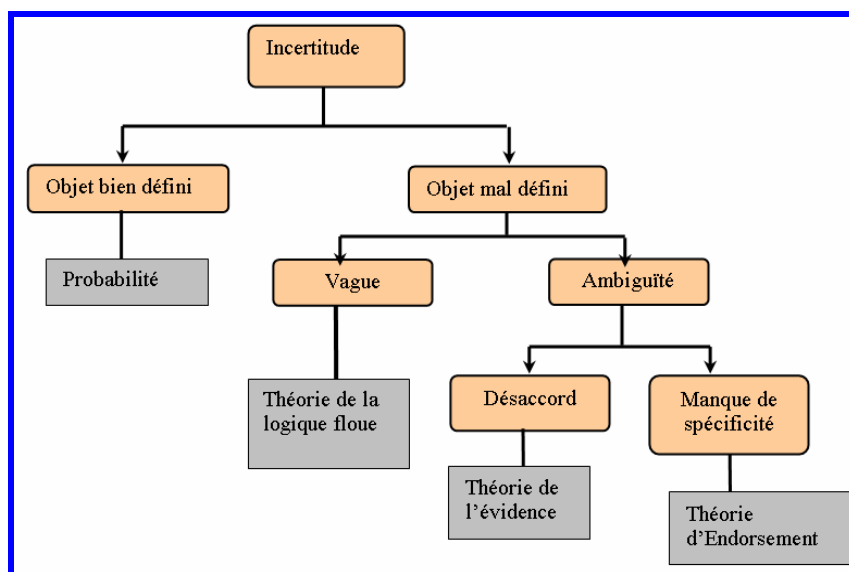 Incertitude
Objet bien défini
Objet mal défini
Probabilité
Vague
Ambiguïté
Théorie de la
logique floue
Désaccord
Manque de
spécificité
Théorie de
l’évidence
Théorie
d’Endorsement